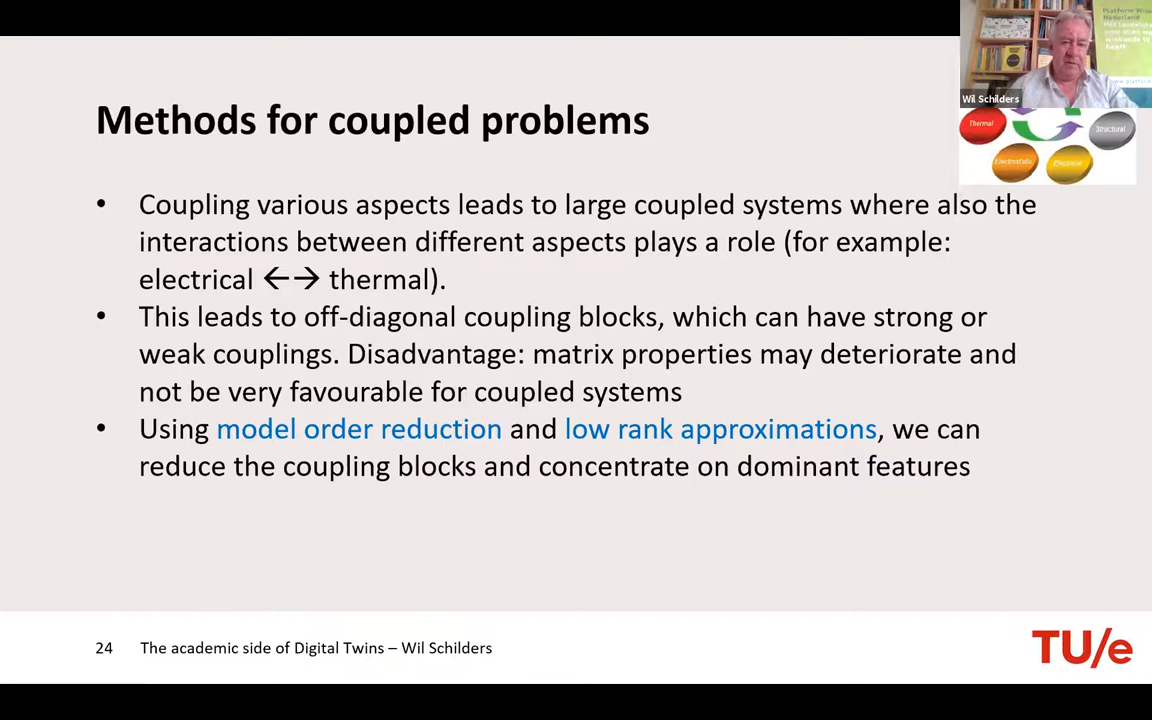 Methods for coupled problems
• Coupling various aspects leads to large coupled systems where also the
interactions between different aspects plays a role (for example:
electrical ←→ thermal).
• This leads to off-diagonal coupling blocks, which can have strong or
weak couplings. Disadvantage: matrix properties may deteriorate and
not be very favourable for coupled systems
• Using model order reduction and low rank approximations, we can
reduce the coupling blocks and concentrate on dominant features
24 The academic side of Digital Twins – Wil Schilders
TU/e
Wil Schilders
Thermal
Structural
Electrostatic
Nederland